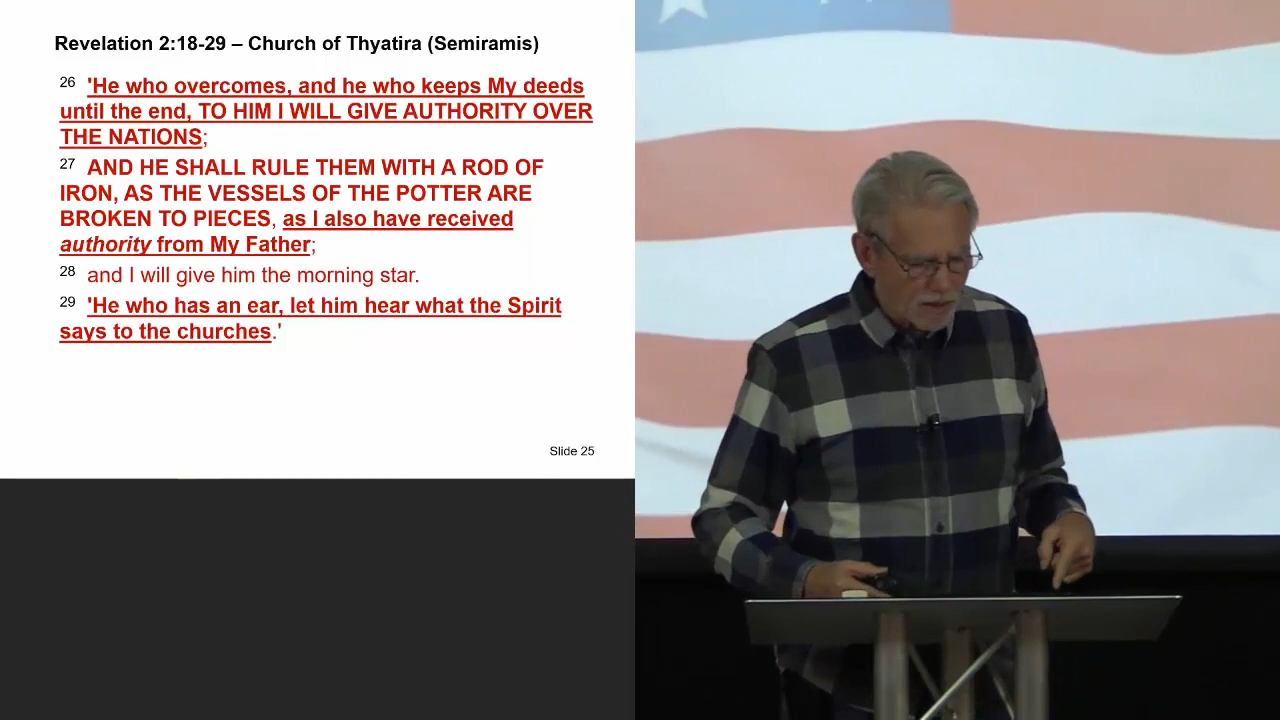 Revelation 2:18-29 – Church of Thyatira (Semiramis)
26 'He who overcomes, and he who keeps My deeds
until the end, TO HIM I WILL GIVE AUTHORITY OVER
THE NATIONS;
27 AND HE SHALL RULE THEM WITH A ROD OF
IRON, AS THE VESSELS OF THE POTTER ARE
BROKEN TO PIECES, as I also have received
authority from My Father;
28 and I will give him the morning star.
29 'He who has an ear, let him hear what the Spirit
says to the churches.'
Slide 25